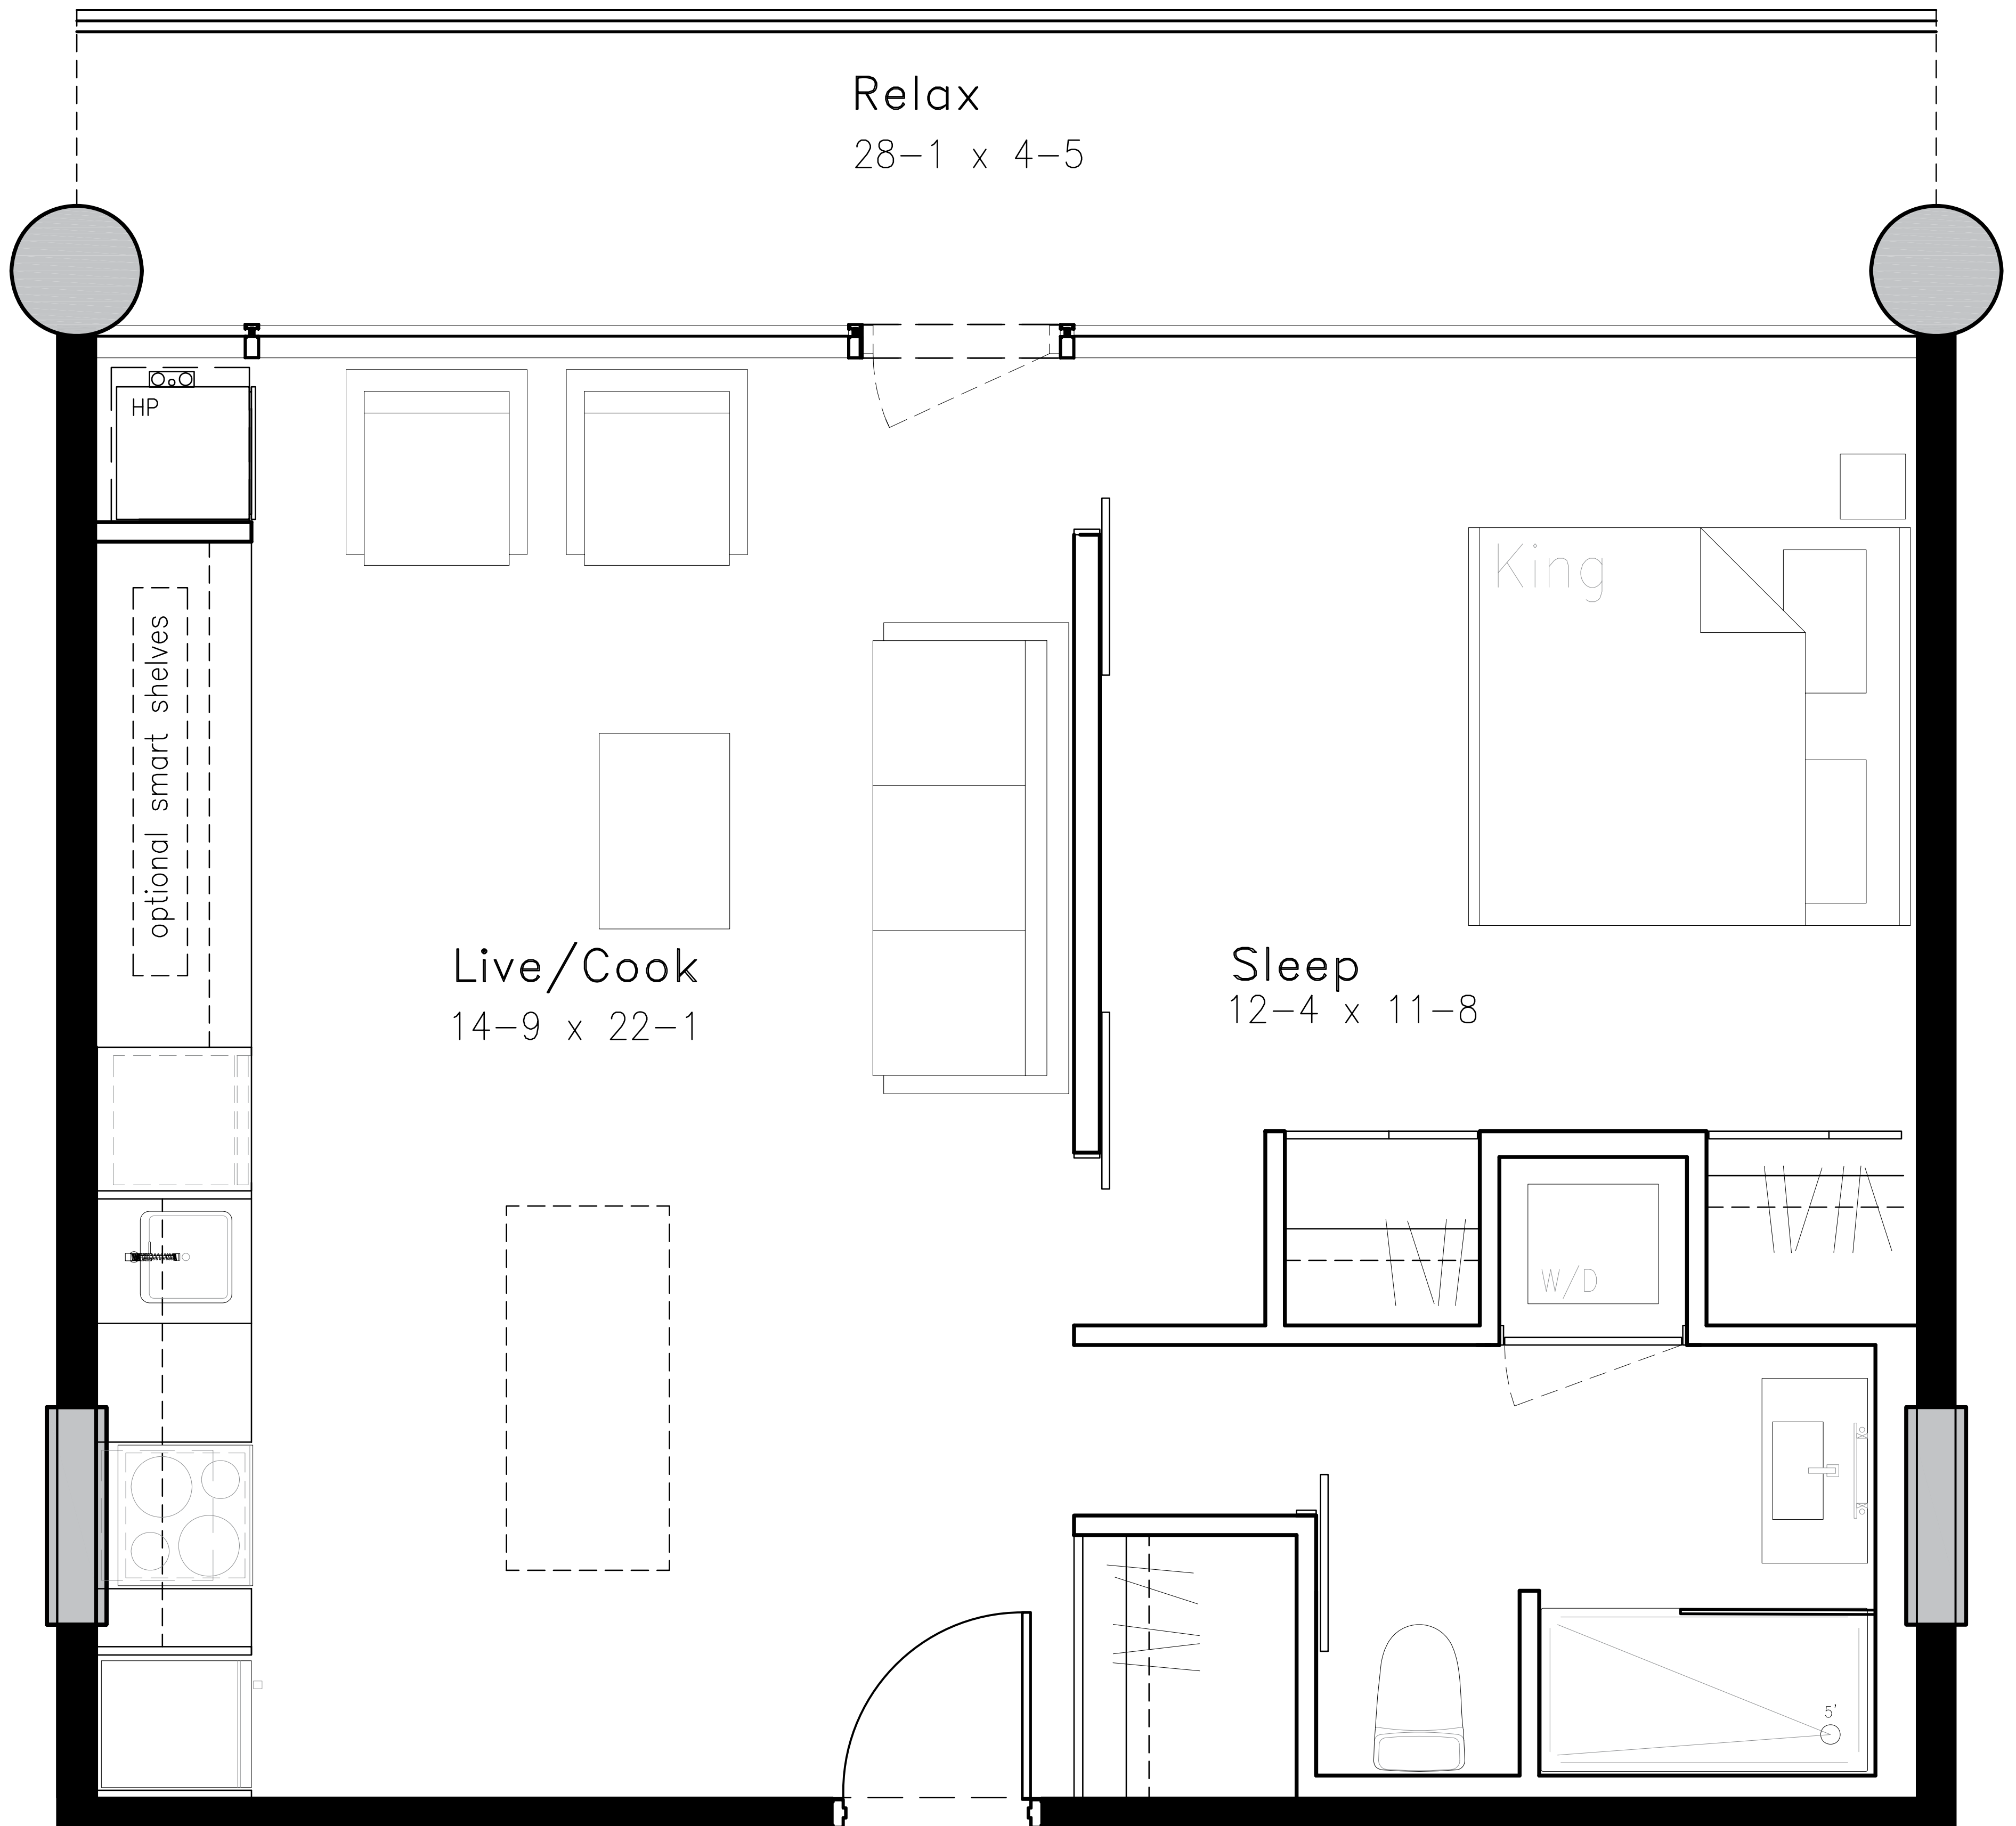 Relax
28-1 x 4-5
HP
King
optional smart shelves
Live/Cook
14-9 x 22-1
Sleep
12-4 x 11-8
W/D
5'